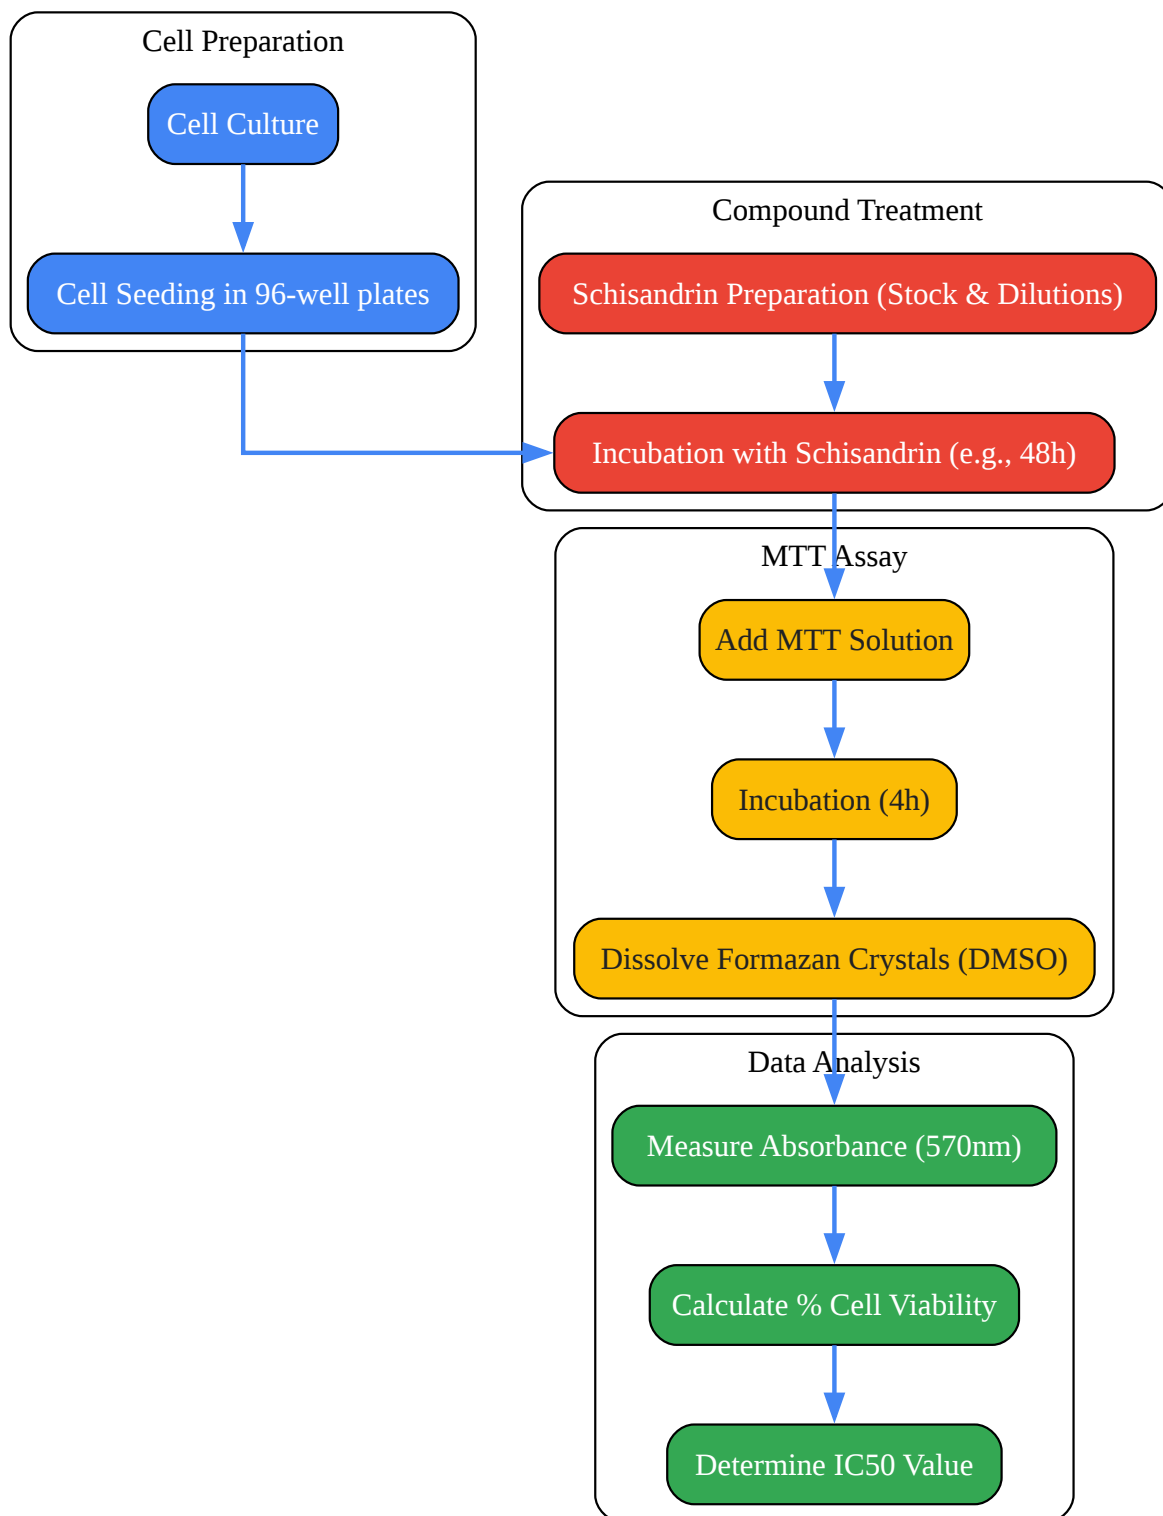 Cell Preparation
Cell Culture
Cell Seeding in 96-well plates
Compound Treatment
Schisandrin Preparation (Stock & Dilutions)
Incubation with Schisandrin (e.g., 48h)
MTT Assay
Add MTT Solution
Incubation (4h)
Dissolve Formazan Crystals (DMSO)
Data Analysis
Measure Absorbance (570nm)
Calculate % Cell Viability
Determine IC50 Value